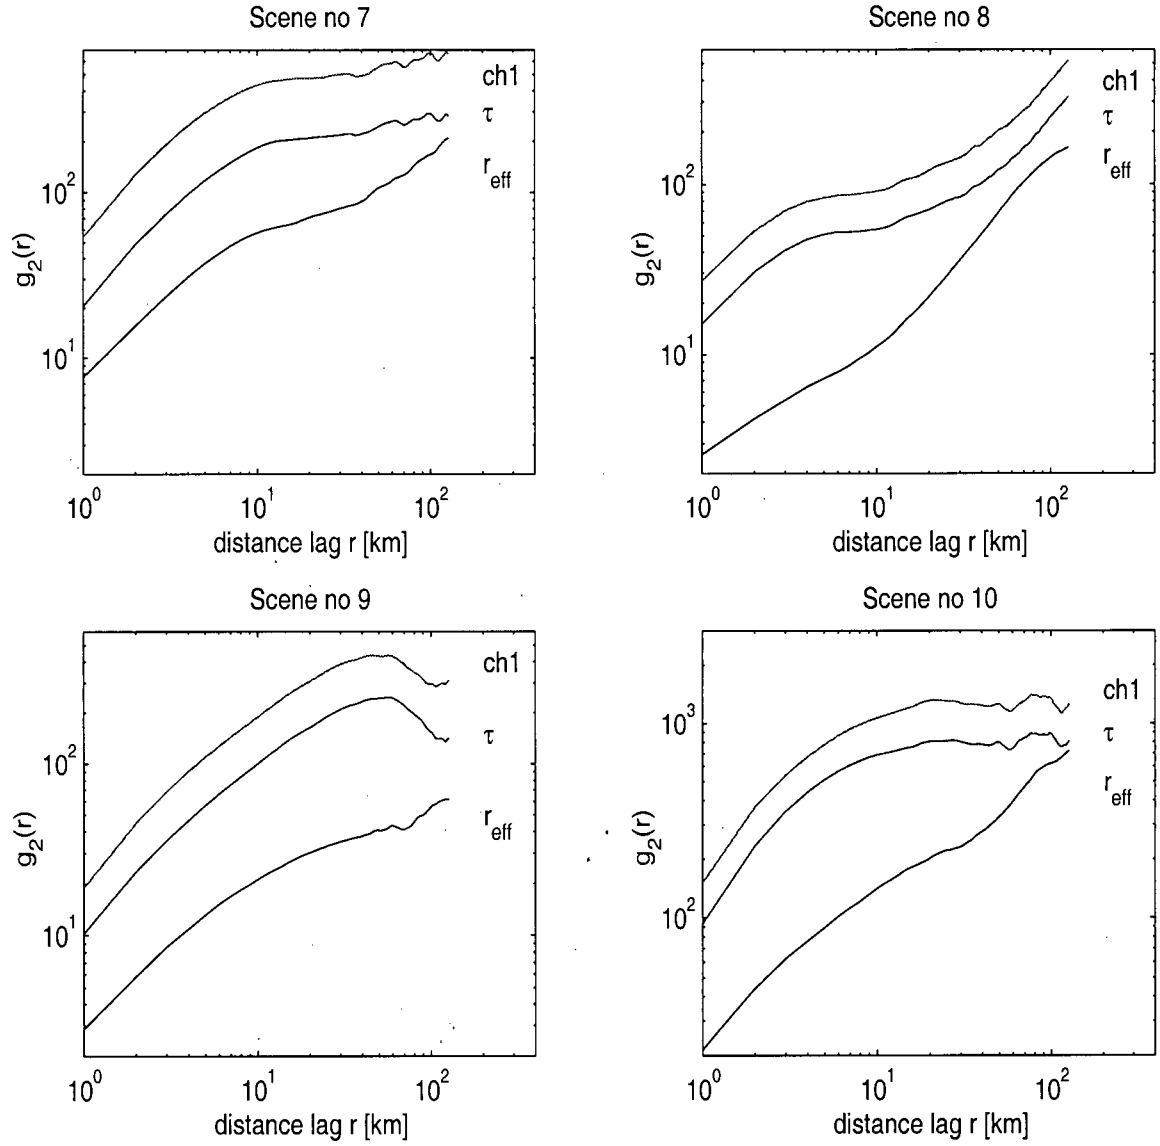 Scene no 7
ch1
τ
r_eff
10^2
10^1
g_2(r)
10^0 10^1 10^2
distance lag r [km]
Scene no 8
ch1
τ
r_eff
10^2
10^1
g_2(r)
10^0 10^1 10^2
distance lag r [km]
Scene no 9
ch1
τ
r_eff
10^2
10^1
g_2(r)
10^0 10^1 10^2
distance lag r [km]
Scene no 10
ch1
τ
r_eff
10^3
10^2
g_2(r)
10^0 10^1 10^2
distance lag r [km]